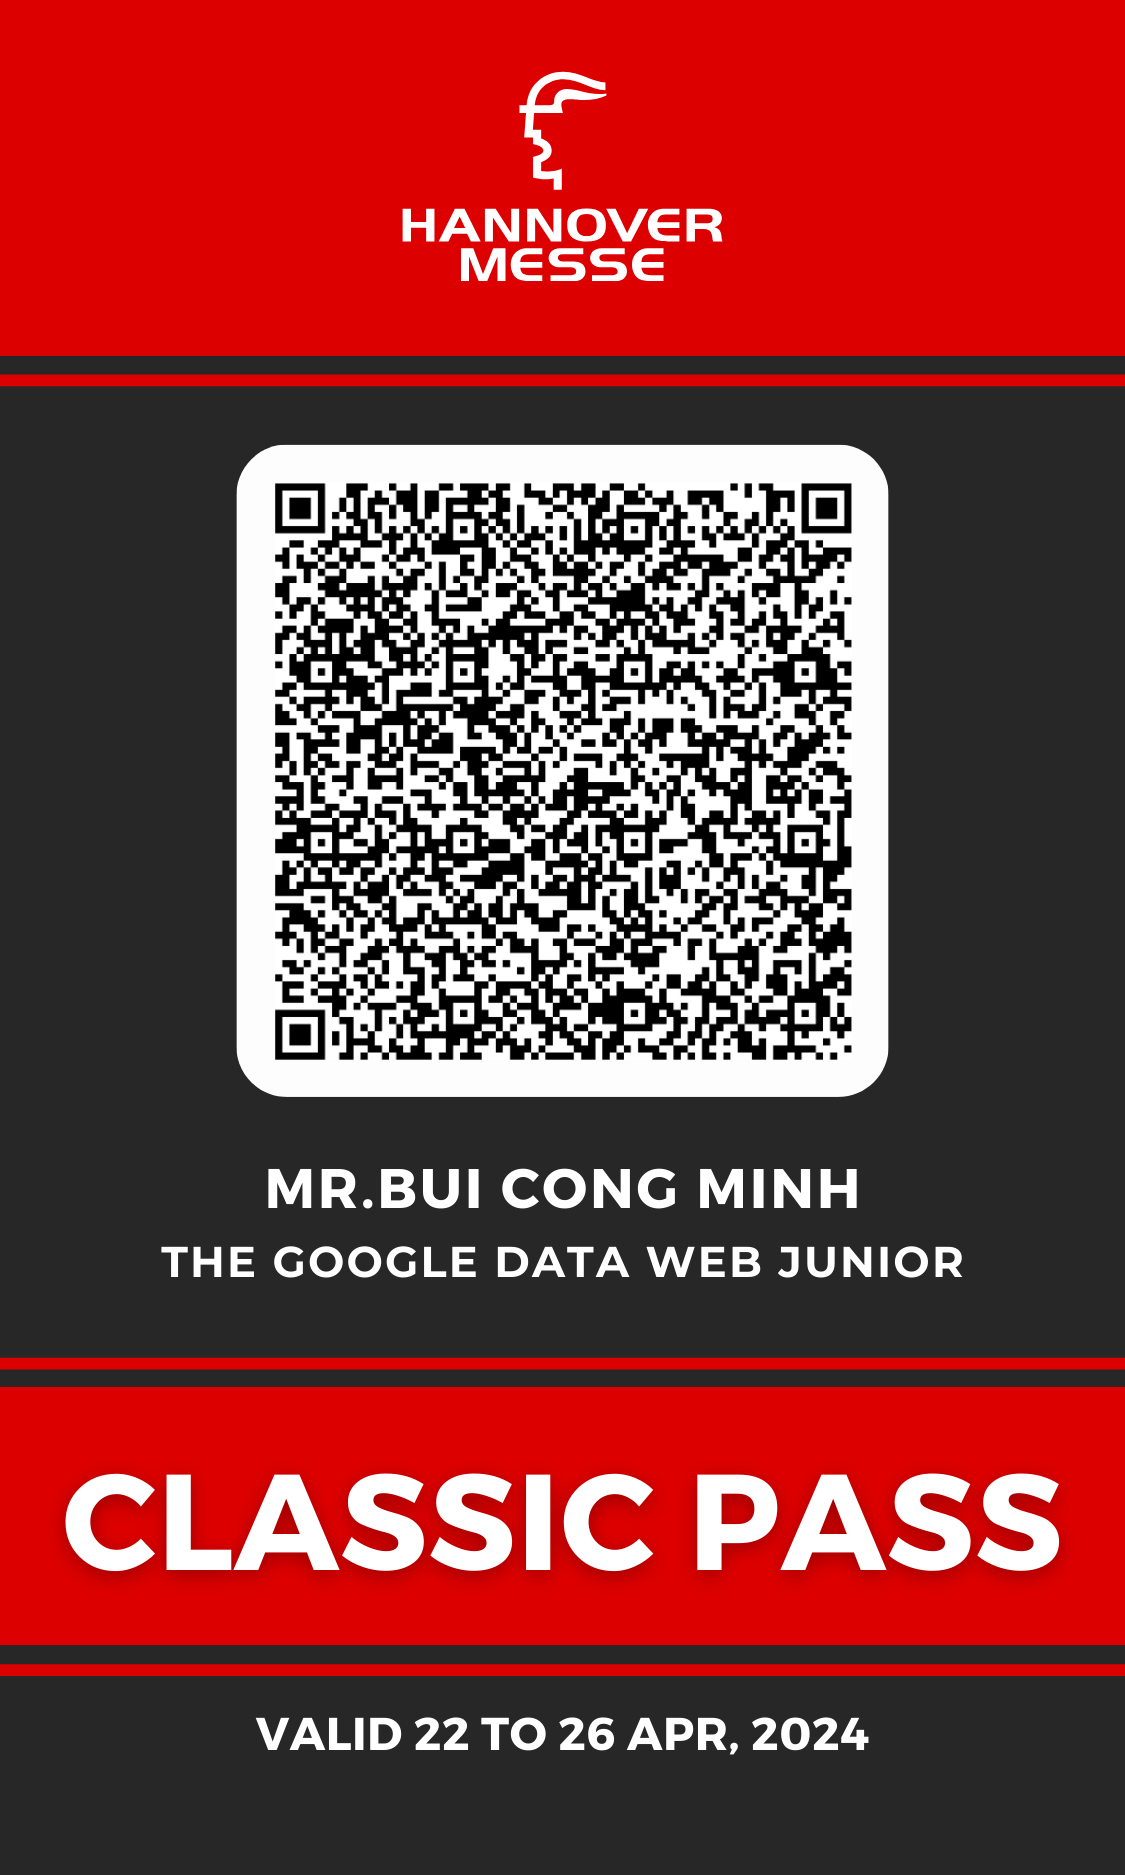 HANNOVER
MESSE
MR.BUI CONG MINH
THE GOOGLE DATA WEB JUNIOR
CLASSIC PASS
VALID 22 TO 26 APR, 2024